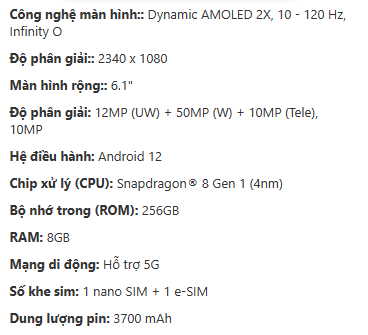 Công nghệ màn hình:: Dynamic AMOLED 2X, 10 - 120 Hz,
Infinity O
Độ phân giải:: 2340 x 1080
Màn hình rộng:: 6.1"
Độ phân giải: 12MP (UW) + 50MP (W) + 10MP (Tele),
10MP
Hệ điều hành: Android 12
Chip xử lý (CPU): Snapdragon® 8 Gen 1 (4nm)
Bộ nhớ trong (ROM): 256GB
RAM: 8GB
Mạng di động: Hỗ trợ 5G
Số khe sim: 1 nano SIM + 1 e-SIM
Dung lượng pin: 3700 mAh